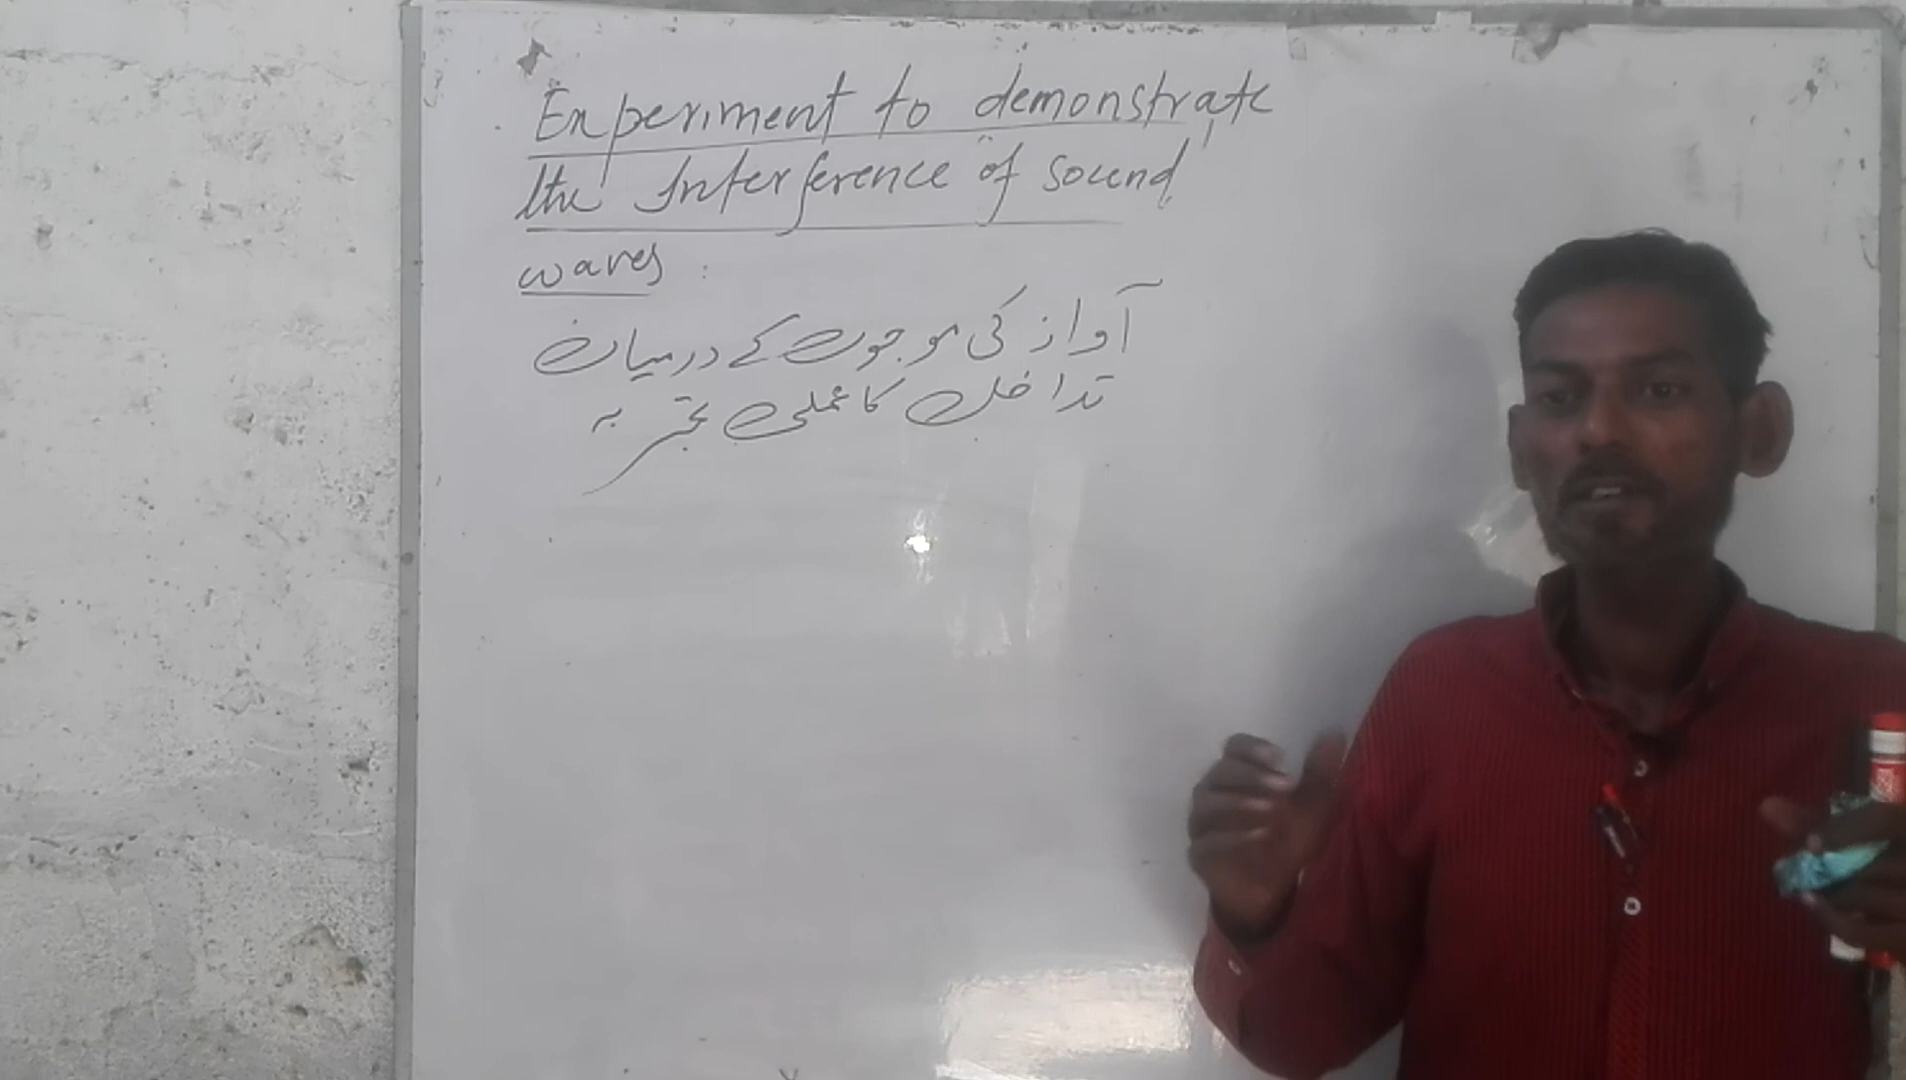 Experiment to demonstrate
the Interference of sound
waves :
آواز کی موجوں کے درمیان
تداخل کا عملی تجربہ